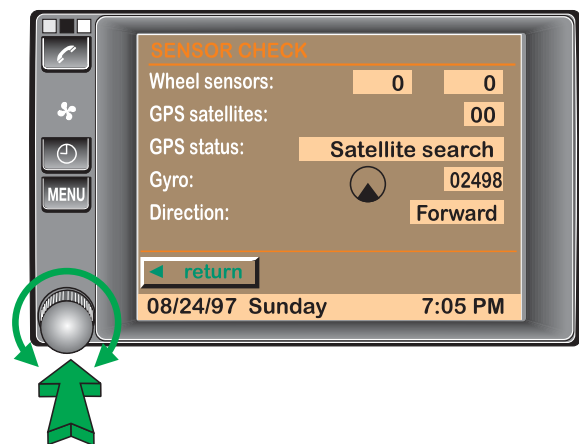 SENSOR CHECK
Wheel sensors: 0 0
GPS satellites: 00
GPS status: Satellite search
Gyro: 02498
Direction: Forward
MENU
return
08/24/97 Sunday 7:05 PM